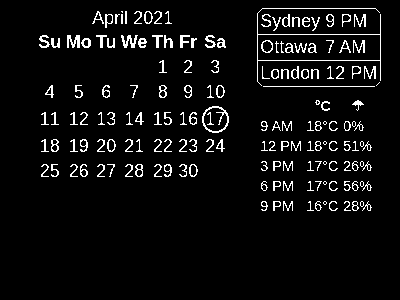 April 2021
Su Mo Tu We Th Fr Sa
1 2 3
4 5 6 7 8 9 10
11 12 13 14 15 16 17
18 19 20 21 22 23 24
25 26 27 28 29 30
Sydney 9 PM
Ottawa 7 AM
London 12 PM
°C
9 AM 18°C 0%
12 PM 18°C 51%
3 PM 17°C 26%
6 PM 17°C 56%
9 PM 16°C 28%